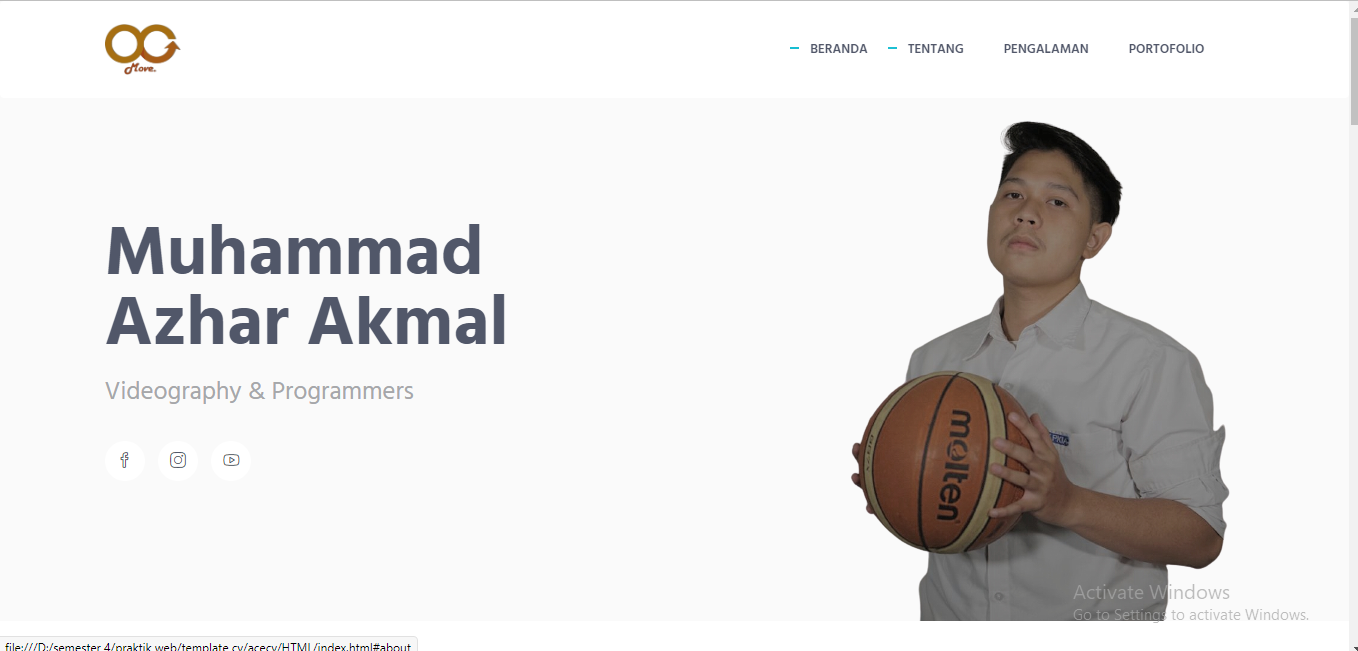 Move.
BERANDA
TENTANG
PENGALAMAN
PORTOFOLIO
Muhammad
Azhar Akmal
Videography & Programmers
molten
Activate Windows
Go to Settings to activate Windows.
file:///D:/semester 4/praktik web/template cv/acecv/HTML/index.html#about